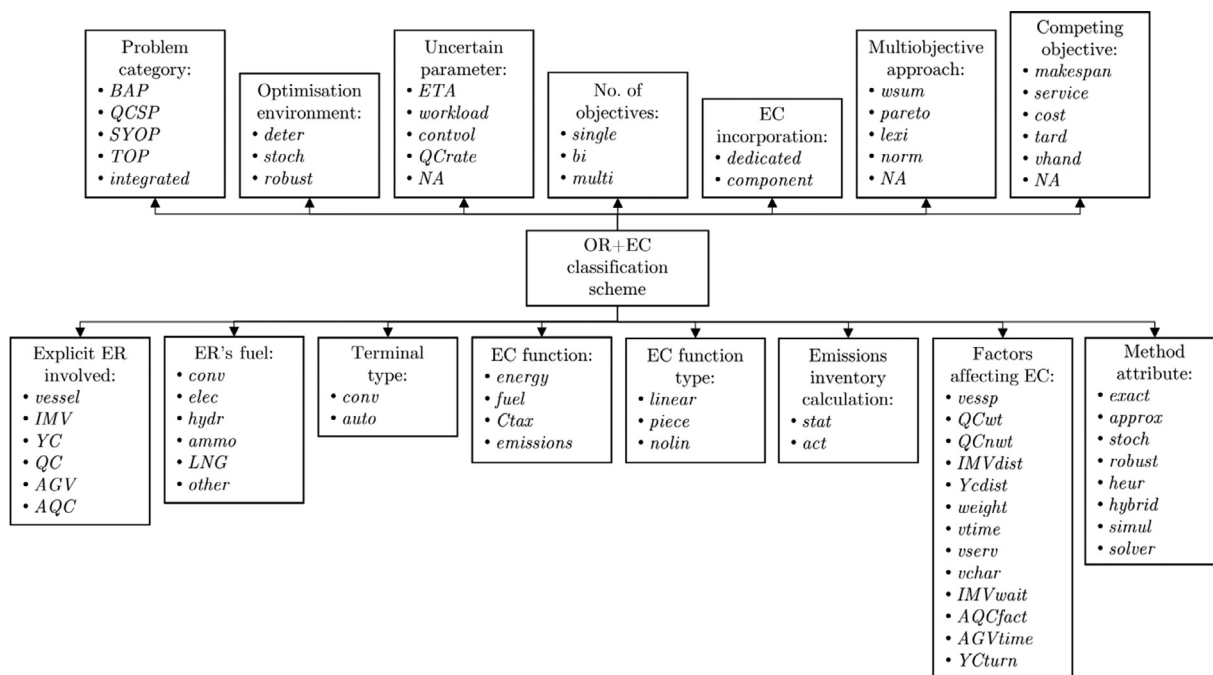 Problem
category:
• BAP
• QCSP
• SYOP
• TOP
• integrated
Optimisation
environment:
• deter
• stoch
• robust
Uncertain
parameter:
• ETA
• workload
• contvol
• QCrate
• NA
No. of
objectives:
• single
• bi
• multi
EC
incorporation:
• dedicated
• component
Multiobjective
approach:
• wsum
• pareto
• lexi
• norm
• NA
Competing
objective:
• makespan
• service
• cost
• tard
• vhand
• NA
OR+EC
classification
scheme
Explicit ER
involved:
• vessel
• IMV
• YC
• QC
• AGV
• AQC
ER's fuel:
• conv
• elec
• hydr
• ammo
• LNG
• other
Terminal
type:
• conv
• auto
EC function:
• energy
• fuel
• Ctax
• emissions
EC function
type:
• linear
• piece
• nolin
Emissions
inventory
calculation:
• stat
• act
Factors
affecting EC:
• vessp
• QCwt
• QCnwt
• IMVdist
• Ycdist
• weight
• vtime
• vserv
• vchar
• IMVwait
• AQCfact
• AGVtime
• YCturn
Method
attribute:
• exact
• approx
• stoch
• robust
• heur
• hybrid
• simul
• solver